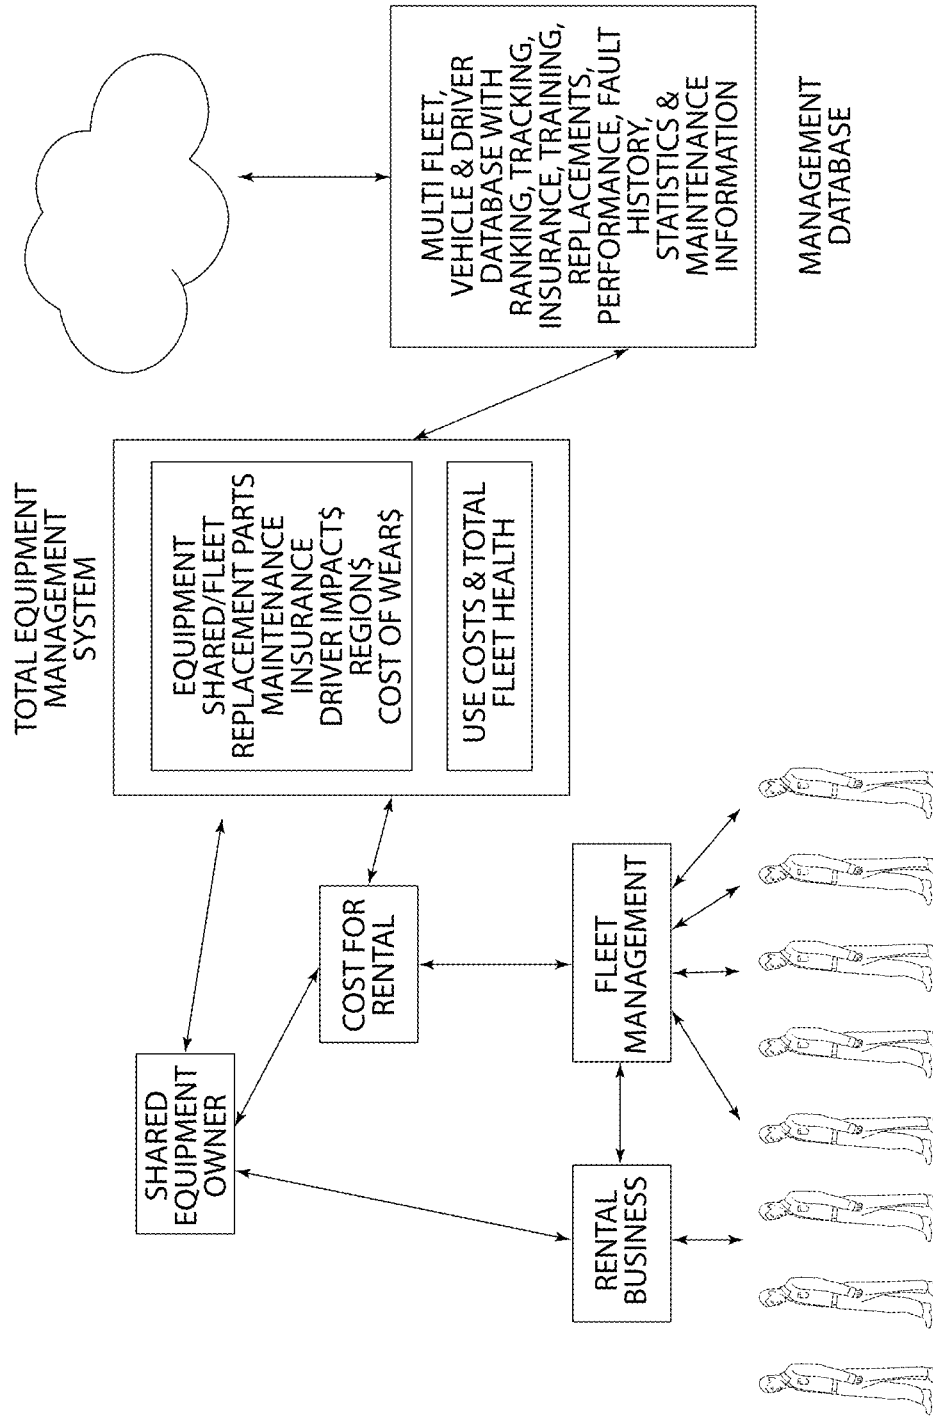 TOTAL EQUIPMENT
MANAGEMENT
SYSTEM
EQUIPMENT
SHARED/FLEET
REPLACEMENT PARTS
MAINTENANCE
INSURANCE
DRIVER IMPACT$
REGION$
COST OF WEAR$
USE COSTS & TOTAL
FLEET HEALTH
MULTI FLEET,
VEHICLE & DRIVER
DATABASE WITH
RANKING, TRACKING,
INSURANCE, TRAINING,
REPLACEMENTS,
PERFORMANCE, FAULT
HISTORY,
STATISTICS &
MAINTENANCE
INFORMATION
MANAGEMENT
DATABASE
SHARED
EQUIPMENT
OWNER
COST FOR
RENTAL
RENTAL
BUSINESS
FLEET
MANAGEMENT